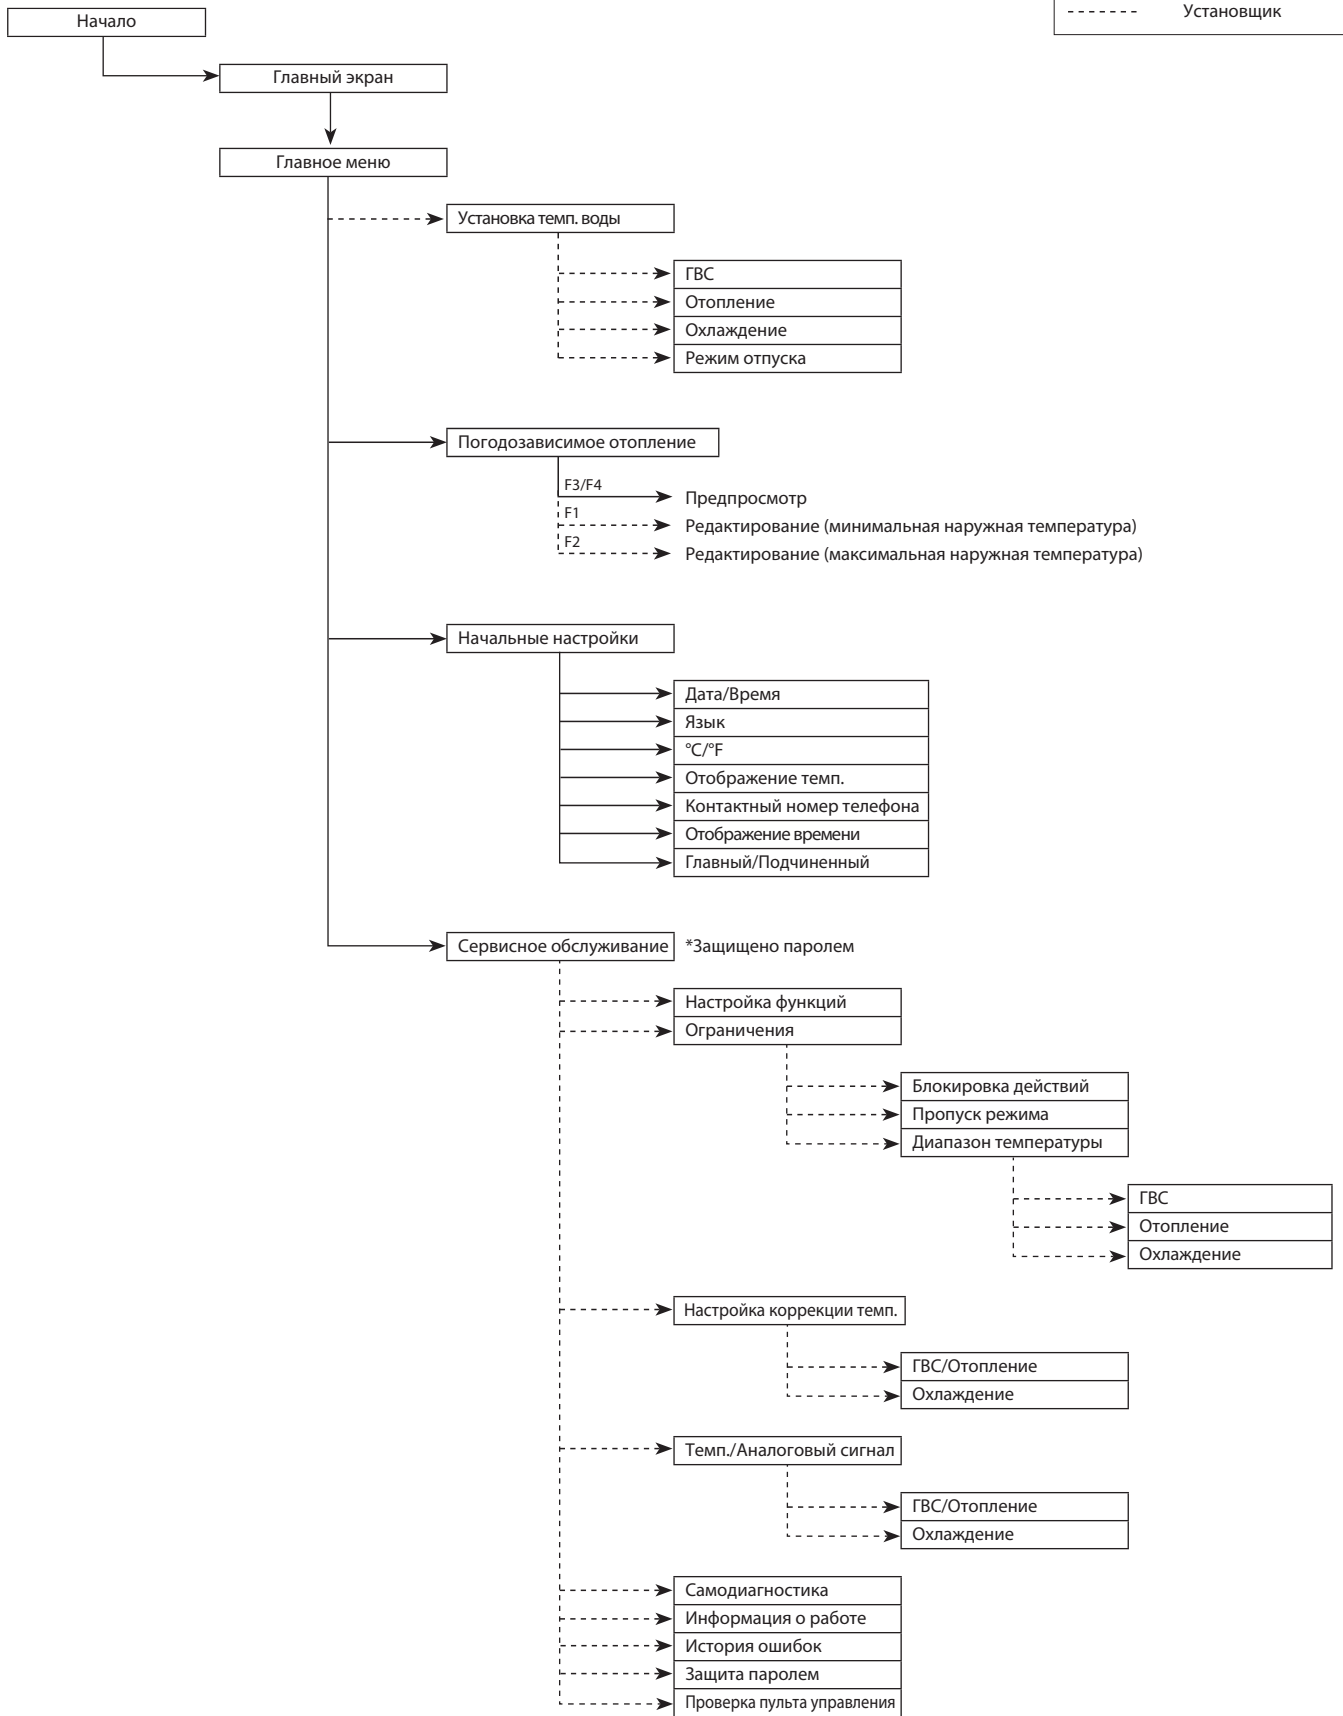 Установщик
Начало
Главный экран
Главное меню
Установка темп. воды
ГВС
Отопление
Охлаждение
Режим отпуска
Погодозависимое отопление
F3/F4
Предпросмотр
F1
Редактирование (минимальная наружная температура)
F2
Редактирование (максимальная наружная температура)
Начальные настройки
Дата/Время
Язык
°C/°F
Отображение темп.
Контактный номер телефона
Отображение времени
Главный/Подчиненный
Сервисное обслуживание *Защищено паролем
Настройка функций
Ограничения
Блокировка действий
Пропуск режима
Диапазон температуры
ГВС
Отопление
Охлаждение
Настройка коррекции темп.
ГВС/Отопление
Охлаждение
Темп./Аналоговый сигнал
ГВС/Отопление
Охлаждение
Самодиагностика
Информация о работе
История ошибок
Защита паролем
Проверка пульта управления